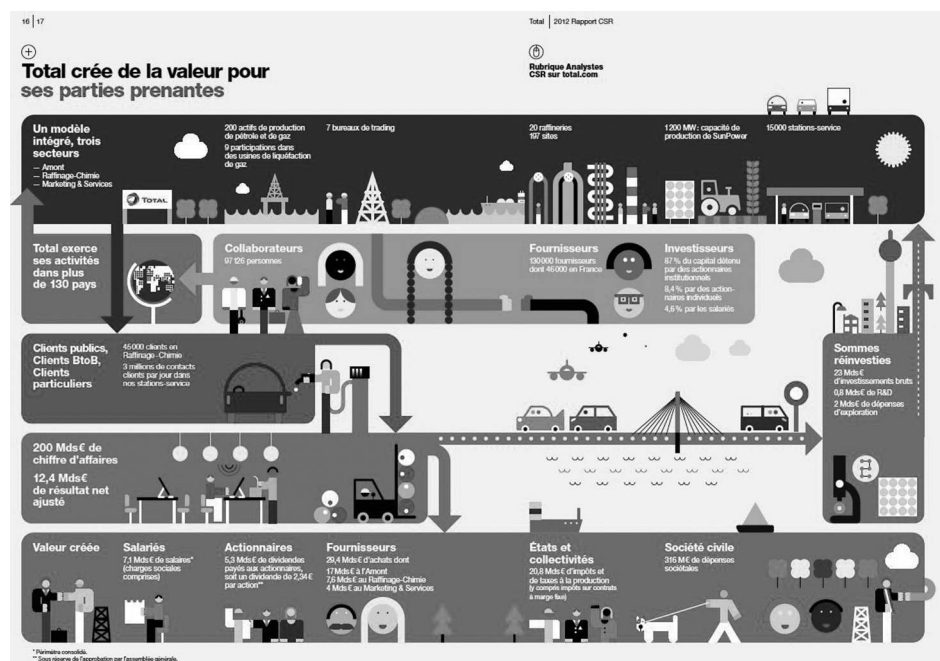 16 | 17
Total | 2012 Rapport CSR
Total crée de la valeur pour
ses parties prenantes
Rubrique Analystes
CSR sur total.com
Un modèle
intégré, trois
secteurs
— Amont
— Raffinage-Chimie
— Marketing & Services
TOTAL
200 actifs de production
de pétrole et de gaz
9 participations dans
des usines de liquéfaction
de gaz
7 bureaux de trading
20 raffineries
197 sites
1 200 MW : capacité de
production de SunPower
15000 stations-service
Total exerce
ses activités
dans plus
de 130 pays
Collaborateurs
97126 personnes
Fournisseurs
130000 fournisseurs
dont 46000 en France
Investisseurs
87 % du capital détenu
par des actionnaires
institutionnels
8,4 % par des action-
naires individuels
4,6 % par les salariés
Clients publics,
Clients BtoB,
Clients
particuliers
45000 clients en
Raffinage-Chimie
3 millions de contacts
clients par jour dans
nos stations-service
Sommes
réinvesties
23 Mds€
d'investissements bruts
0,8 Mds€ de R&D
2 Mds€ de dépenses
d'exploration
200 Mds€ de
chiffre d'affaires
12,4 Mds€
de résultat net
ajusté
Valeur créée
Salariés
7,1 Mds€ de salaires*
(charges sociales
comprises)
Actionnaires
5,3 Mds€ de dividendes
payés aux actionnaires,
soit un dividende de 2,34 €
par action**
Fournisseurs
29,4 Mds€ d'achats dont
17 Mds€ à l'Amont
7,6 Mds€ au Raffinage-Chimie
4 Mds€ au Marketing & Services
États et
collectivités
20,8 Mds€ d'impôts et
de taxes à la production
(y compris impôts sur contrats
à marge fixe)
Société civile
316 M€ de dépenses
sociétales
* Périmètre consolidé.
** Sous réserve de l'approbation par l'assemblée générale.